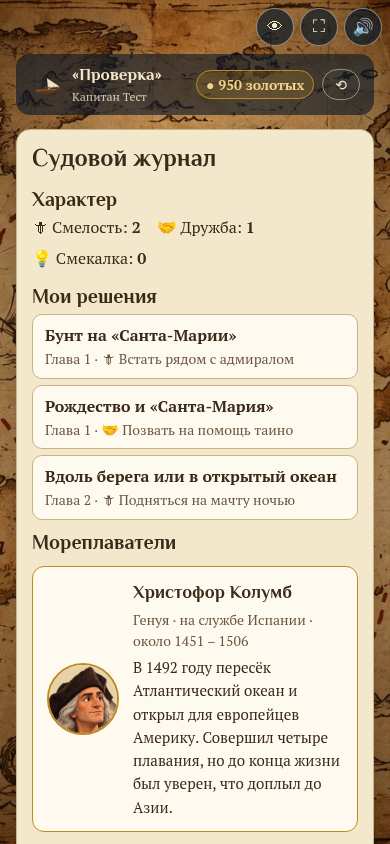 «Проверка»
Капитан Тест
950 золотых
Судовой журнал
Характер
Смелость: 2 Дружба: 1
Смекалка: 0
Мои решения
Бунт на «Санта-Марии»
Глава 1 · Встать рядом с адмиралом
Рождество и «Санта-Мария»
Глава 1 · Позвать на помощь таино
Вдоль берега или в открытый океан
Глава 2 · Подняться на мачту ночью
Мореплаватели
Христофор Колумб
Генуя · на службе Испании ·
около 1451 – 1506
В 1492 году пересёк
Атлантический океан и
открыл для европейцев
Америку. Совершил четыре
плавания, но до конца жизни
был уверен, что доплыл до
Азии.